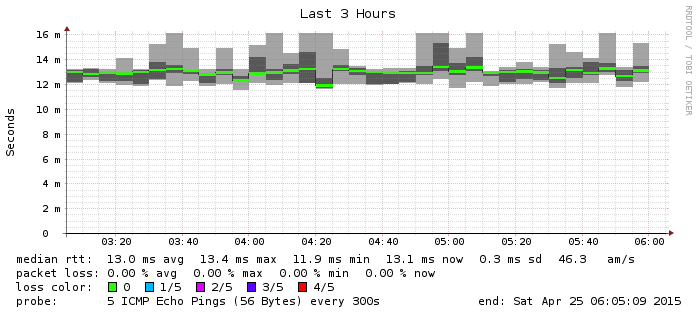 Last 3 Hours
RRDTOOL / TOBI OETIKER
Seconds
16 m
14 m
12 m
10 m
8 m
6 m
4 m
2 m
0
03:20 03:40 04:00 04:20 04:40 05:00 05:20 05:40 06:00
median rtt: 13.0 ms avg 13.4 ms max 11.9 ms min 13.1 ms now 0.3 ms sd 46.3 am/s
packet loss: 0.00 % avg 0.00 % max 0.00 % min 0.00 % now
loss color: 0 1/5 2/5 3/5 4/5
probe: 5 ICMP Echo Pings (56 Bytes) every 300s end: Sat Apr 25 06:05:09 2015